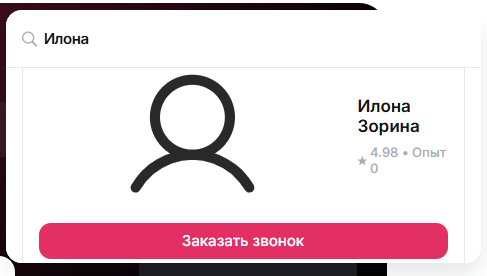 Илона
Илона
Зорина
★ 4.98 • Опыт
0
Заказать звонок